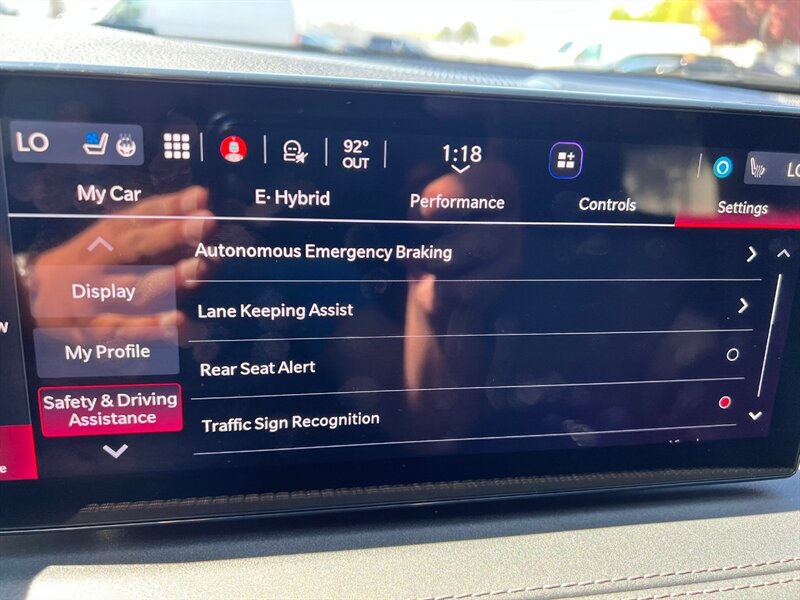 LO
92°
OUT
1:18
LO
My Car
E·Hybrid
Performance
Controls
Settings
Display
My Profile
Safety & Driving
Assistance
Autonomous Emergency Braking
Lane Keeping Assist
Rear Seat Alert
Traffic Sign Recognition